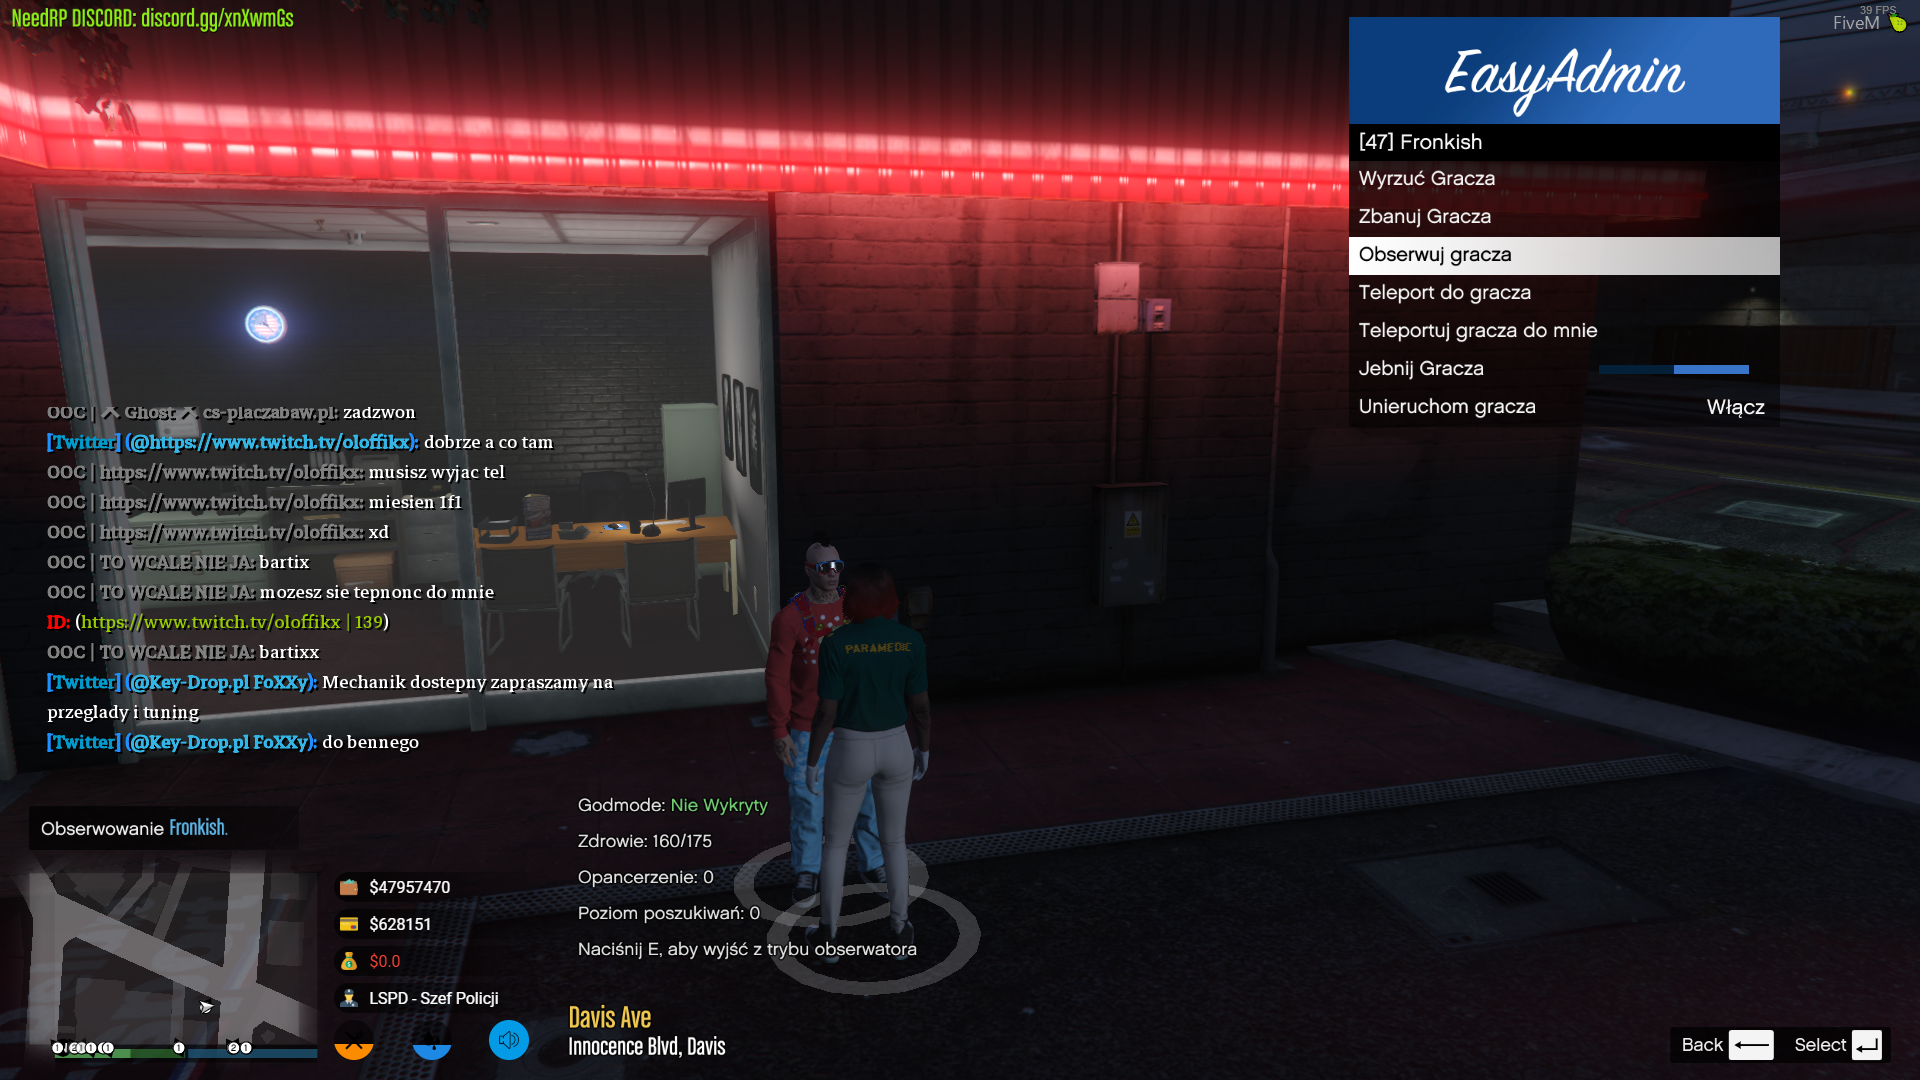 NeedRP DISCORD: discord.gg/xnXwmGs
39 FPS
FiveM
EasyAdmin
[47] Fronkish
Wyrzuć Gracza
Zbanuj Gracza
Obserwuj gracza
Teleport do gracza
Teleportuj gracza do mnie
Jebnij Gracza
Unieruchom gracza Włącz
OOC | Ghost cs-placzabaw.pl: zadzwon
[Twitter] (@https://www.twitch.tv/oloffikx): dobrze a co tam
OOC | https://www.twitch.tv/oloffikx: musisz wyjac tel
OOC | https://www.twitch.tv/oloffikx: miesien 1f1
OOC | https://www.twitch.tv/oloffikx: xd
OOC | TO WCALE NIE JA: bartix
OOC | TO WCALE NIE JA: mozesz sie tepnonc do mnie
ID: (https://www.twitch.tv/oloffikx | 139)
OOC | TO WCALE NIE JA: bartixx
[Twitter] (@Key-Drop.pl FoXXy): Mechanik dostepny zapraszamy na
przeglady i tuning
[Twitter] (@Key-Drop.pl FoXXy): do bennego
PARAMEDIC
Obserwowanie Fronkish.
Godmode: Nie Wykryty
Zdrowie: 160/175
Opancerzenie: 0
Poziom poszukiwań: 0
Naciśnij E, aby wyjść z trybu obserwatora
$47957470
$628151
$0.0
LSPD - Szef Policji
Davis Ave
Innocence Blvd, Davis
Back
Select